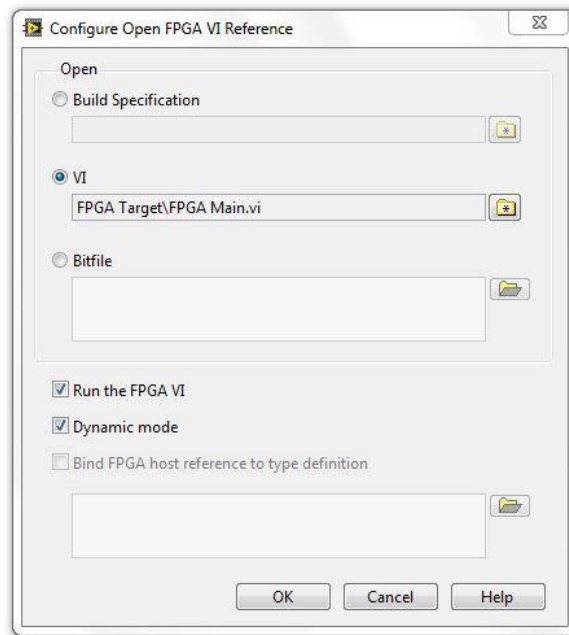 Configure Open FPGA VI Reference
Open
Build Specification
VI
FPGA Target\FPGA Main.vi
Bitfile
Run the FPGA VI
Dynamic mode
Bind FPGA host reference to type definition
OK Cancel Help